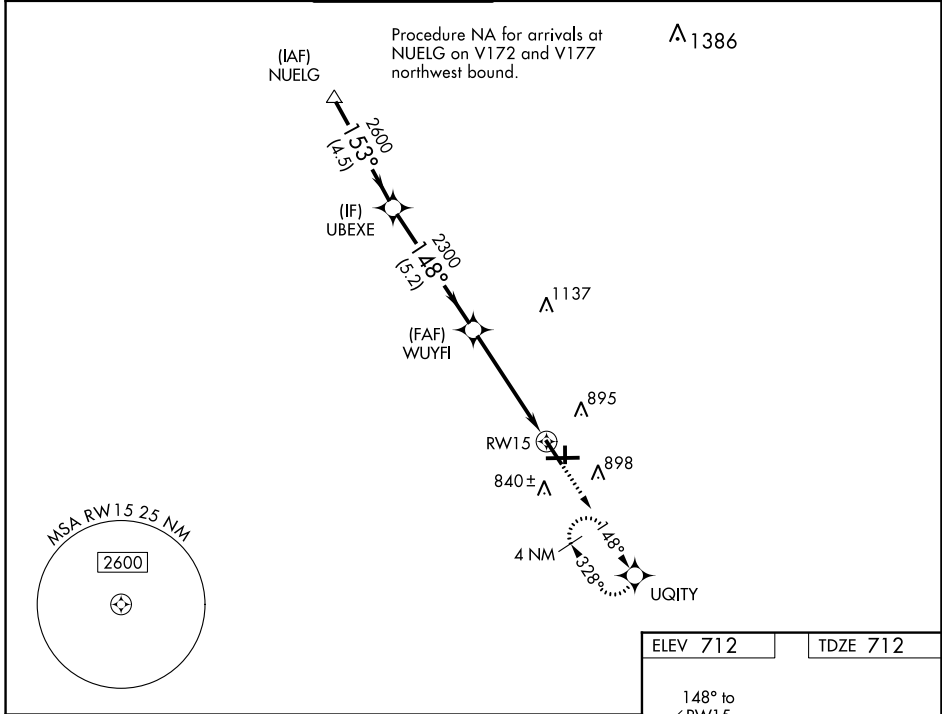 Procedure NA for arrivals at
NUELG on V172 and V177
northwest bound.
1386
(IAF)
NUELG
2600
153°
(4.5)
(IF)
UBEXE
2300
148°
(5.2)
1137
(FAF)
WUYFI
895
RW15
898
840±
MSA RW15 25 NM
2600
4 NM
148°
328°
UQITY
ELEV 712
TDZE 712
148° to
RW15